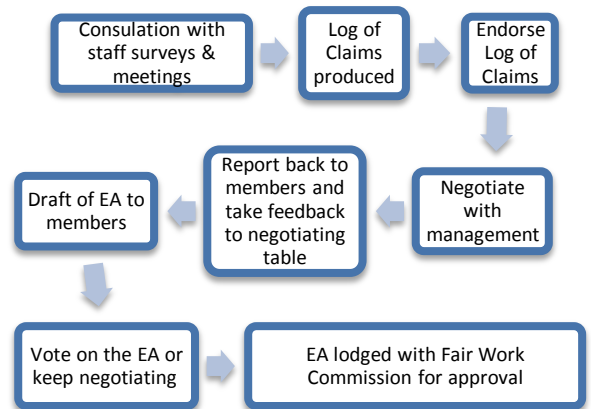 Consulation with
staff surveys &
meetings
Log of
Claims
produced
Endorse
Log of
Claims
Negotiate
with
management
Report back to
members and
take feedback
to negotiating
table
Draft of EA to
members
Vote on the EA or
keep negotiating
EA lodged with Fair Work
Commission for approval